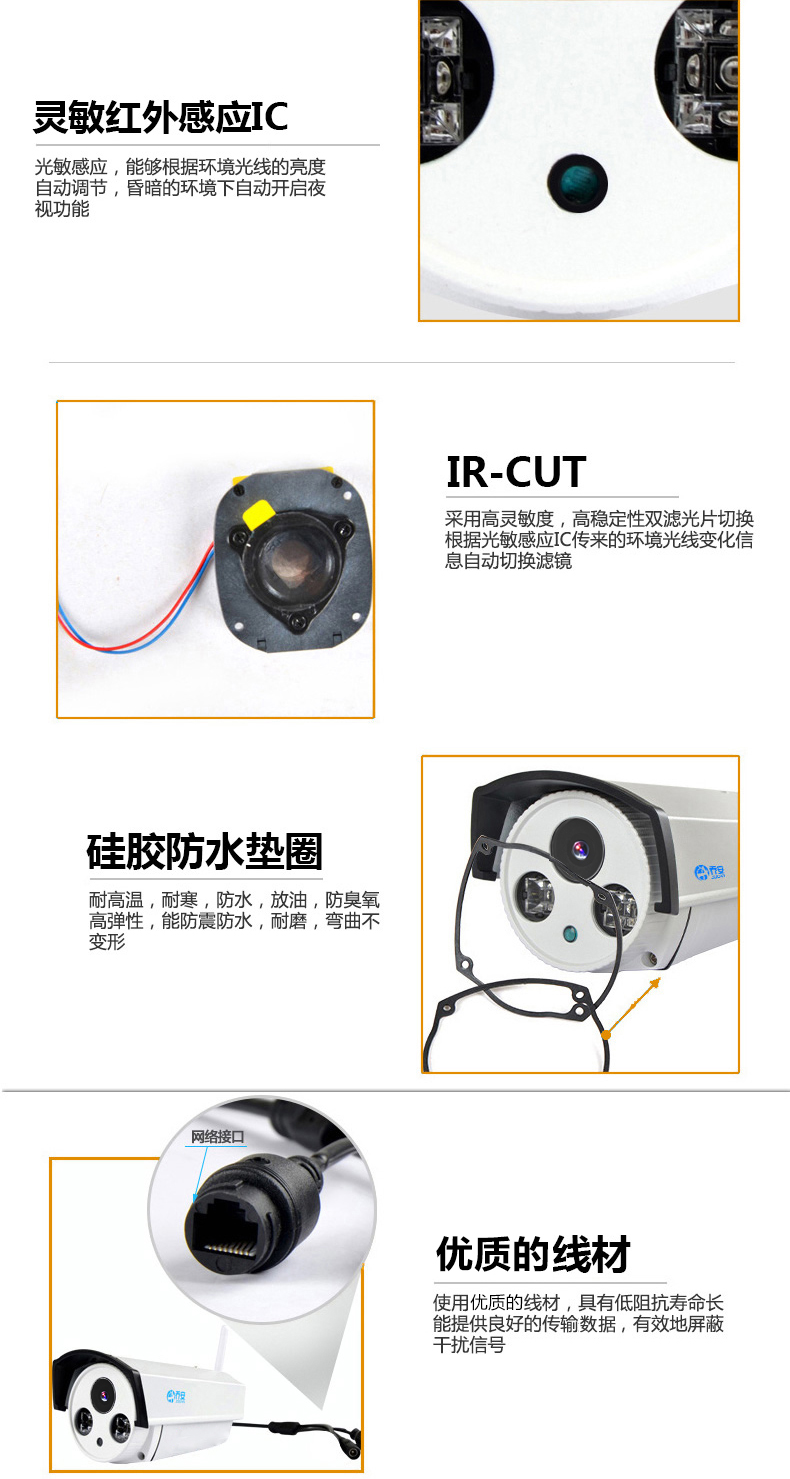 灵敏红外感应IC
光敏感应，能够根据环境光线的亮度
自动调节，昏暗的环境下自动开启夜
视功能
IR-CUT
采用高灵敏度，高稳定性双滤光片切换
根据光敏感应IC传来的环境光线变化信
息自动切换滤镜
硅胶防水垫圈
耐高温，耐寒，防水，放油，防臭氧
高弹性，能防震防水，耐磨，弯曲不
变形
乔安
网络接口
优质的线材
使用优质的线材，具有低阻抗寿命长
能提供良好的传输数据，有效地屏蔽
干扰信号
乔安